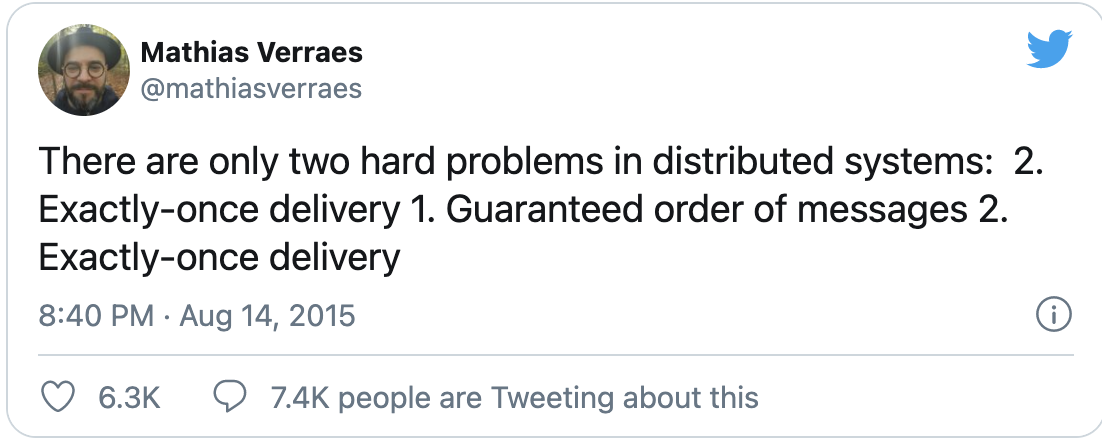 Mathias Verraes
@mathiasverraes
There are only two hard problems in distributed systems:  2.
Exactly-once delivery 1. Guaranteed order of messages 2.
Exactly-once delivery
8:40 PM · Aug 14, 2015
6.3K 7.4K people are Tweeting about this